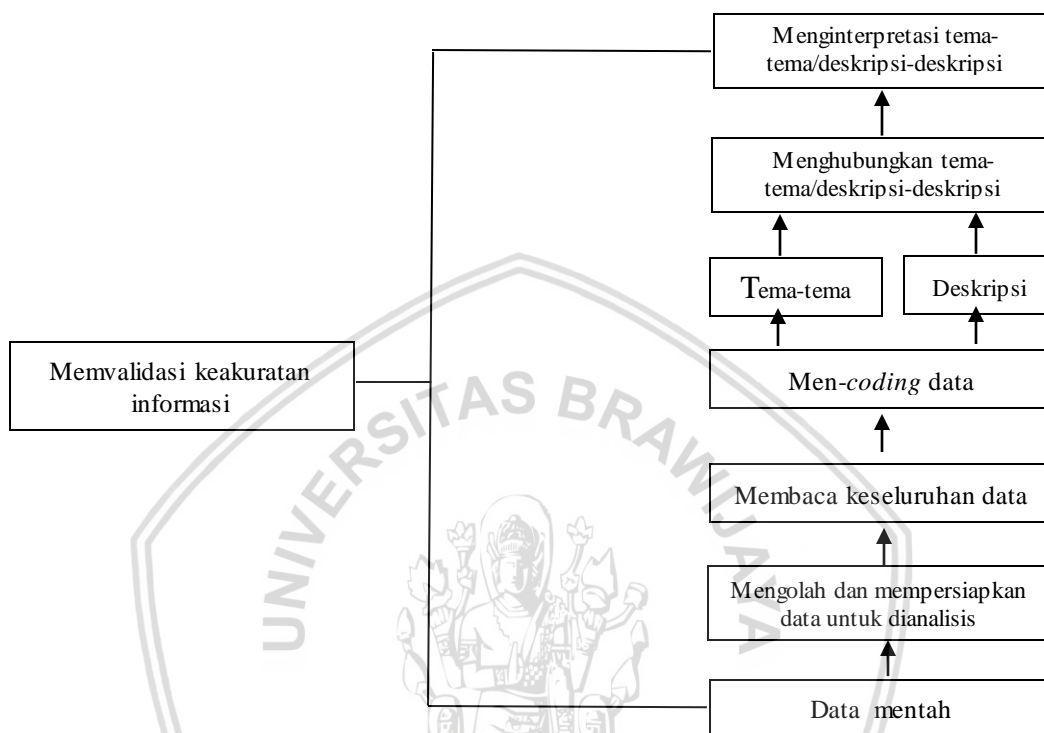 Menginterpretasi tema-
tema/deskripsi-deskripsi
Menghubungkan tema-
tema/deskripsi-deskripsi
Tema-tema
Deskripsi
Memvalidasi keakuratan
informasi
Men-coding data
Membaca keseluruhan data
Mengolah dan mempersiapkan
data untuk dianalisis
Data mentah
UNIVERSITAS BRAWIJAYA